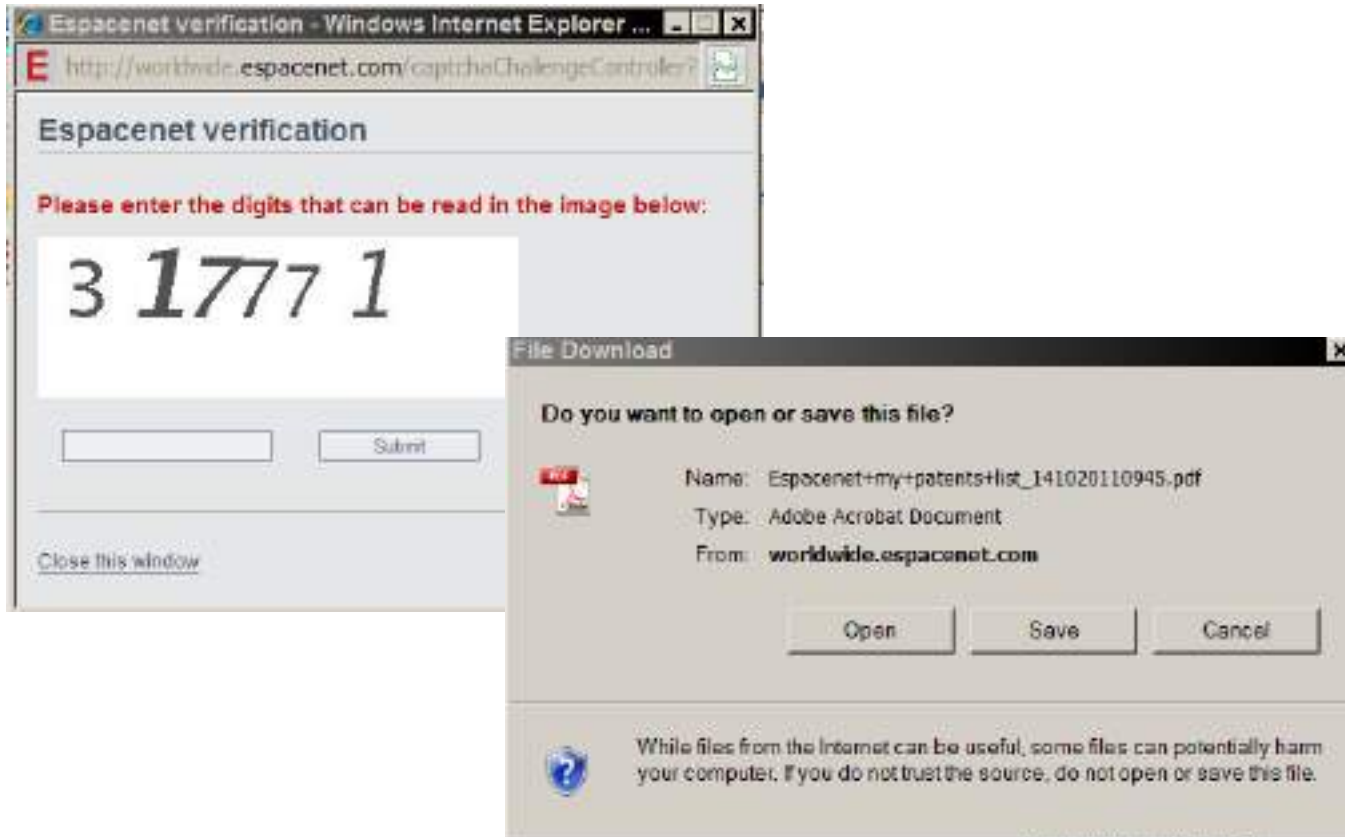 Espacenet verification - Windows Internet Explorer ...
http://worldwide.espacenet.com/captchaChalengeController?
Espacenet verification
Please enter the digits that can be read in the image below:
3 1777 1
Submit
Close this window
File Download
Do you want to open or save this file?
Name: Espacenet+my+patents+list_141020110945.pdf
Type: Adobe Acrobat Document
From: worldwide.espacenet.com
Open Save Cancel
While files from the Internet can be useful, some files can potentially harm
your computer. If you do not trust the source, do not open or save this file.